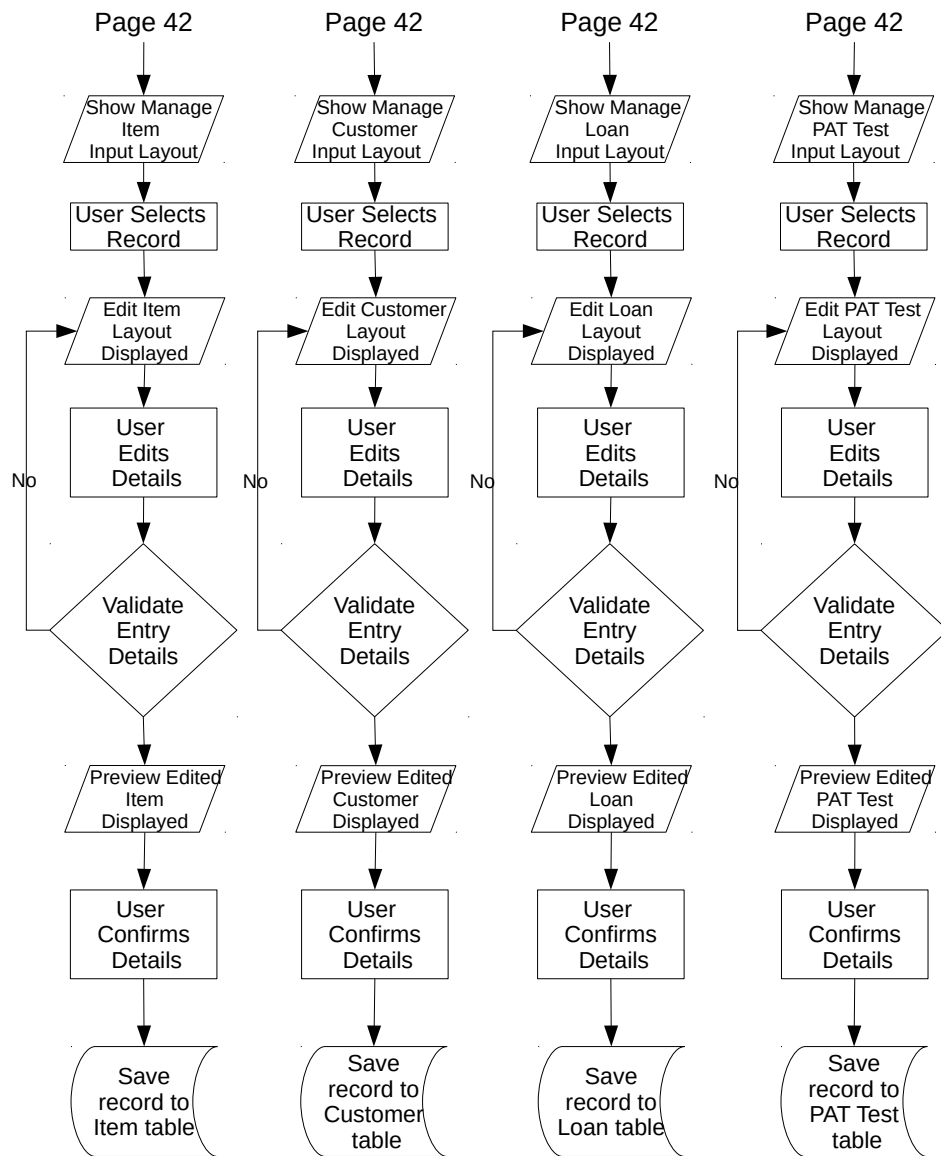 Page 42
Show Manage
Item
Input Layout
User Selects
Record
Edit Item
Layout
Displayed
User
Edits
Details
No
Validate
Entry
Details
Preview Edited
Item
Displayed
User
Confirms
Details
Save
record to
Item table
Page 42
Show Manage
Customer
Input Layout
User Selects
Record
Edit Customer
Layout
Displayed
User
Edits
Details
No
Validate
Entry
Details
Preview Edited
Customer
Displayed
User
Confirms
Details
Save
record to
Customer
table
Page 42
Show Manage
Loan
Input Layout
User Selects
Record
Edit Loan
Layout
Displayed
User
Edits
Details
No
Validate
Entry
Details
Preview Edited
Loan
Displayed
User
Confirms
Details
Save
record to
Loan table
Page 42
Show Manage
PAT Test
Input Layout
User Selects
Record
Edit PAT Test
Layout
Displayed
User
Edits
Details
No
Validate
Entry
Details
Preview Edited
PAT Test
Displayed
User
Confirms
Details
Save
record to
PAT Test
table